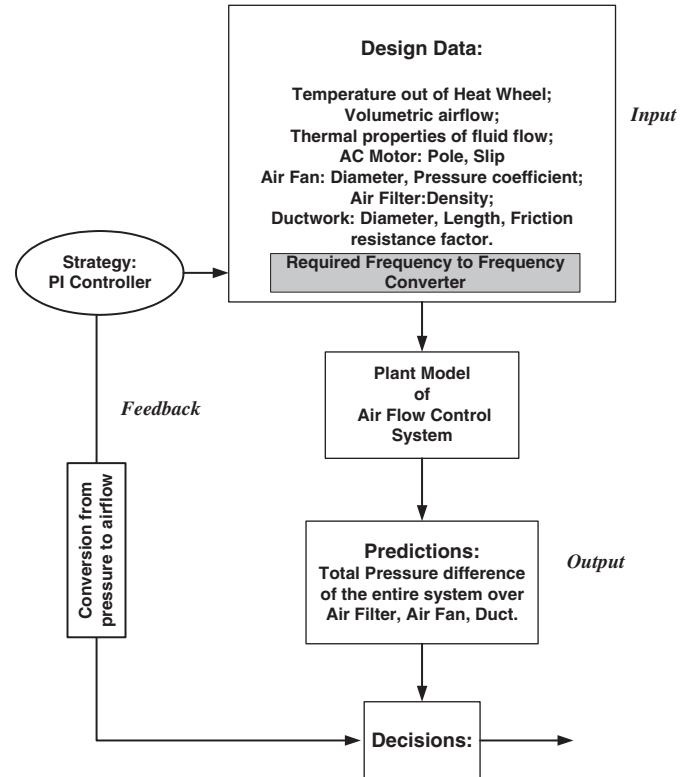 Design Data:
Temperature out of Heat Wheel;
Volumetric airflow;
Thermal properties of fluid flow;
AC Motor: Pole, Slip
Air Fan: Diameter, Pressure coefficient;
Air Filter:Density;
Ductwork: Diameter, Length, Friction
resistance factor.
Required Frequency to Frequency
Converter
Input
Strategy:
PI Controller
Plant Model
of
Air Flow Control
System
Feedback
Conversion from
pressure to airflow
Predictions:
Total Pressure difference
of the entire system over
Air Filter, Air Fan, Duct.
Output
Decisions: